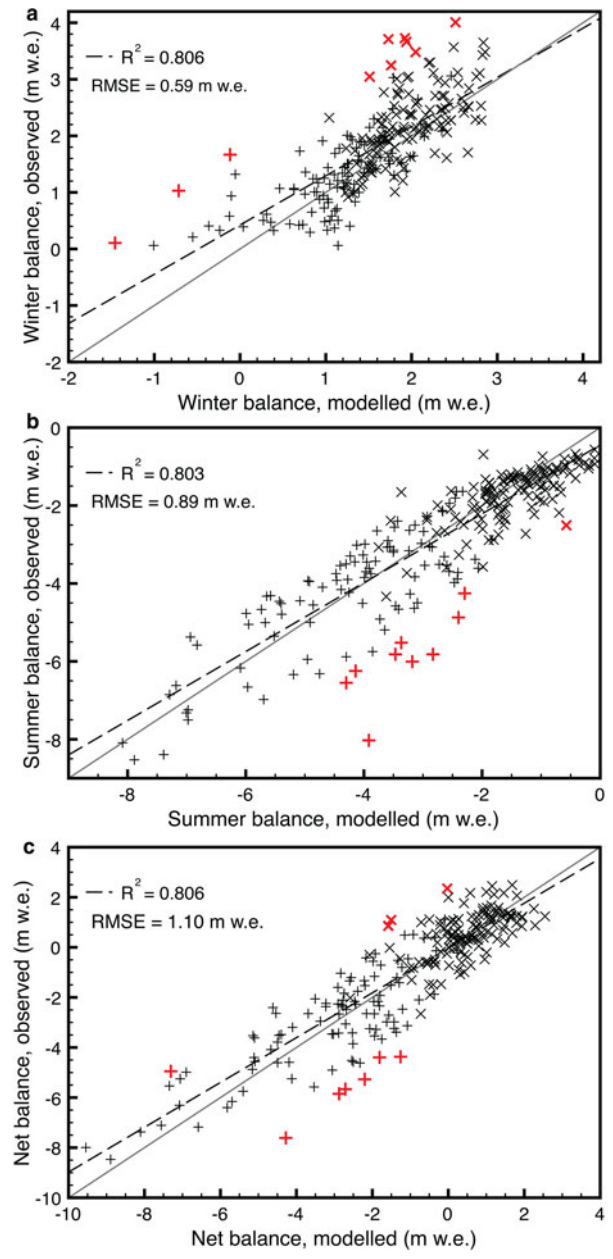 a
R² = 0.806
RMSE = 0.59 m w.e.
4
3
2
1
0
-1
-2
-2
-1
0
1
2
3
4
Winter balance, observed (m w.e.)
Winter balance, modelled (m w.e.)
b
R² = 0.803
RMSE = 0.89 m w.e.
0
-2
-4
-6
-8
-8
-6
-4
-2
0
Summer balance, observed (m w.e.)
Summer balance, modelled (m w.e.)
c
R² = 0.806
RMSE = 1.10 m w.e.
4
2
0
-2
-4
-6
-8
-10
-10
-8
-6
-4
-2
0
2
4
Net balance, observed (m w.e.)
Net balance, modelled (m w.e.)